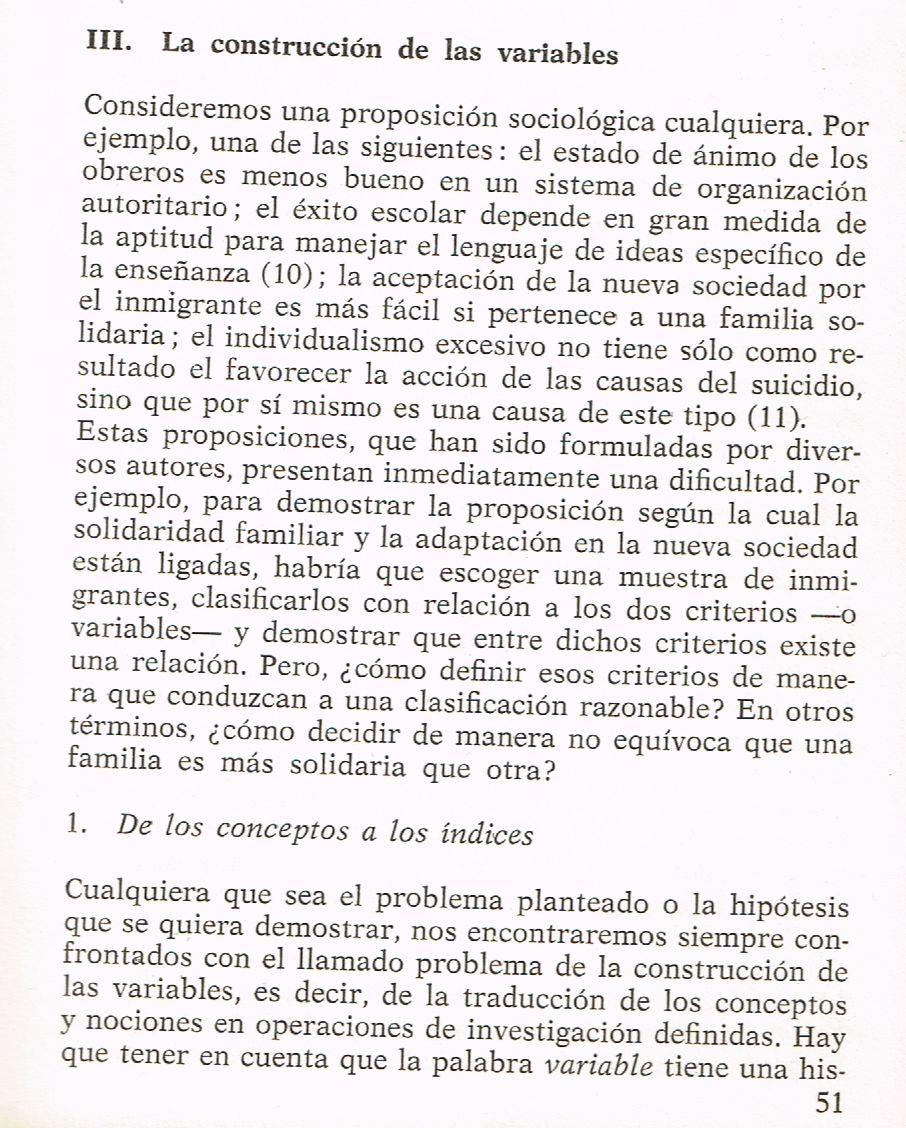 III. La construcción de las variables
Consideremos una proposición sociológica cualquiera. Por
ejemplo, una de las siguientes: el estado de ánimo de los
obreros es menos bueno en un sistema de organización
autoritario; el éxito escolar depende en gran medida de
la aptitud para manejar el lenguaje de ideas específico de
la enseñanza (10); la aceptación de la nueva sociedad por
el inmigrante es más fácil si pertenece a una familia so-
lidaria; el individualismo excesivo no tiene sólo como re-
sultado el favorecer la acción de las causas del suicidio,
sino que por sí mismo es una causa de este tipo (11).
Estas proposiciones, que han sido formuladas por diver-
sos autores, presentan inmediatamente una dificultad. Por
ejemplo, para demostrar la proposición según la cual la
solidaridad familiar y la adaptación en la nueva sociedad
están ligadas, habría que escoger una muestra de inmi-
grantes, clasificarlos con relación a los dos criterios —o
variables— y demostrar que entre dichos criterios existe
una relación. Pero, ¿cómo definir esos criterios de mane-
ra que conduzcan a una clasificación razonable? En otros
términos, ¿cómo decidir de manera no equívoca que una
familia es más solidaria que otra?
1. De los conceptos a los índices
Cualquiera que sea el problema planteado o la hipótesis
que se quiera demostrar, nos encontraremos siempre con-
frontados con el llamado problema de la construcción de
las variables, es decir, de la traducción de los conceptos
y nociones en operaciones de investigación definidas. Hay
que tener en cuenta que la palabra variable tiene una his-
51